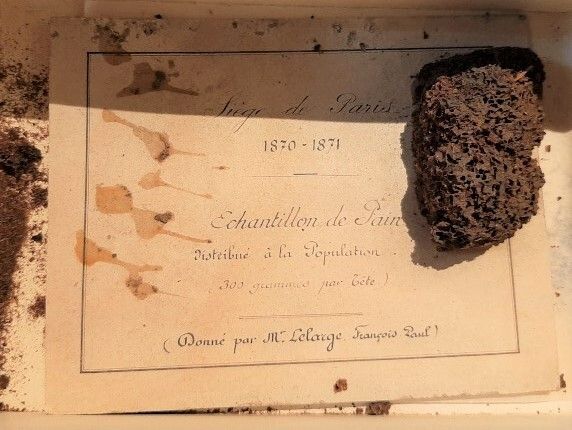 Siège de Paris
1870-1871
Echantillon de Pain
Distribué à la Population.
(300 grammes par Tête)
(Donné par Mr. Lelarge, François Paul)